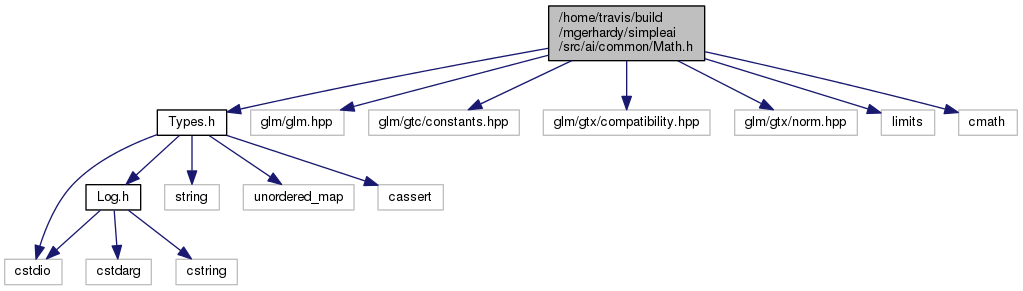 /home/travis/build
/mgerhardy/simpleai
/src/ai/common/Math.h
Types.h
glm/glm.hpp
glm/gtc/constants.hpp
glm/gtx/compatibility.hpp
glm/gtx/norm.hpp
limits
cmath
Log.h
string
unordered_map
cassert
cstdio
cstdarg
cstring